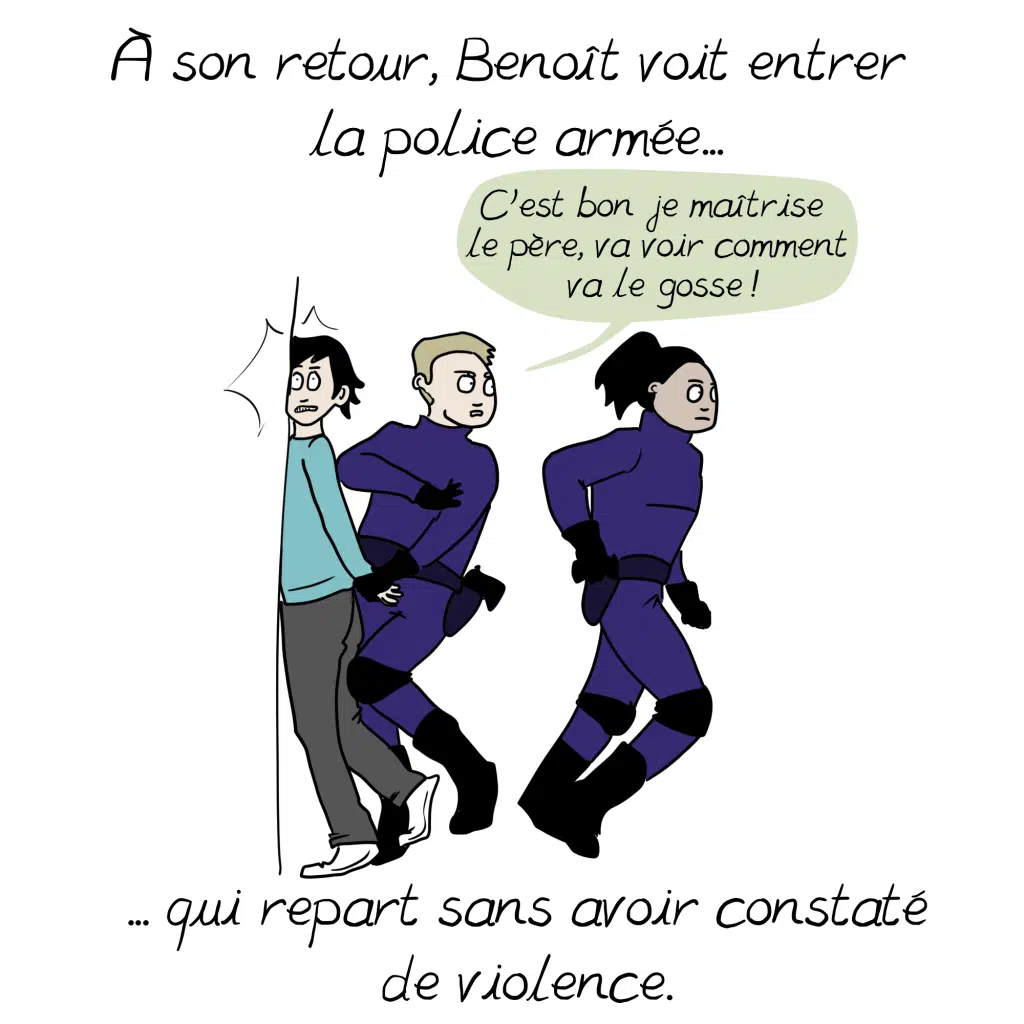 À son retour, Benoît voit entrer
la police armée...
C'est bon je maîtrise
le père, va voir comment
va le gosse !
... qui repart sans avoir constaté
de violence.